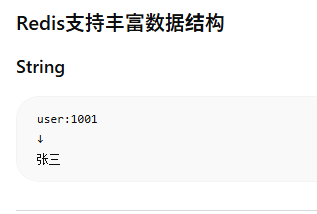 Redis支持丰富数据结构
String
user:1001
↓
张三